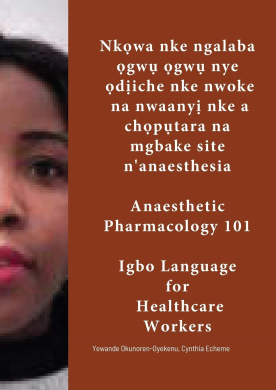 Nkọwa nke ngalaba
ọgwụ ọgwụ nye
ọdịiche nke nwoke
na nwaanyị nke a
chọpụtara na
mgbake site
n'anaesthesia
Anaesthetic
Pharmacology 101
Igbo Language
for
Healthcare
Workers
Yewande Okunoren-Oyekenu, Cynthia Echeme